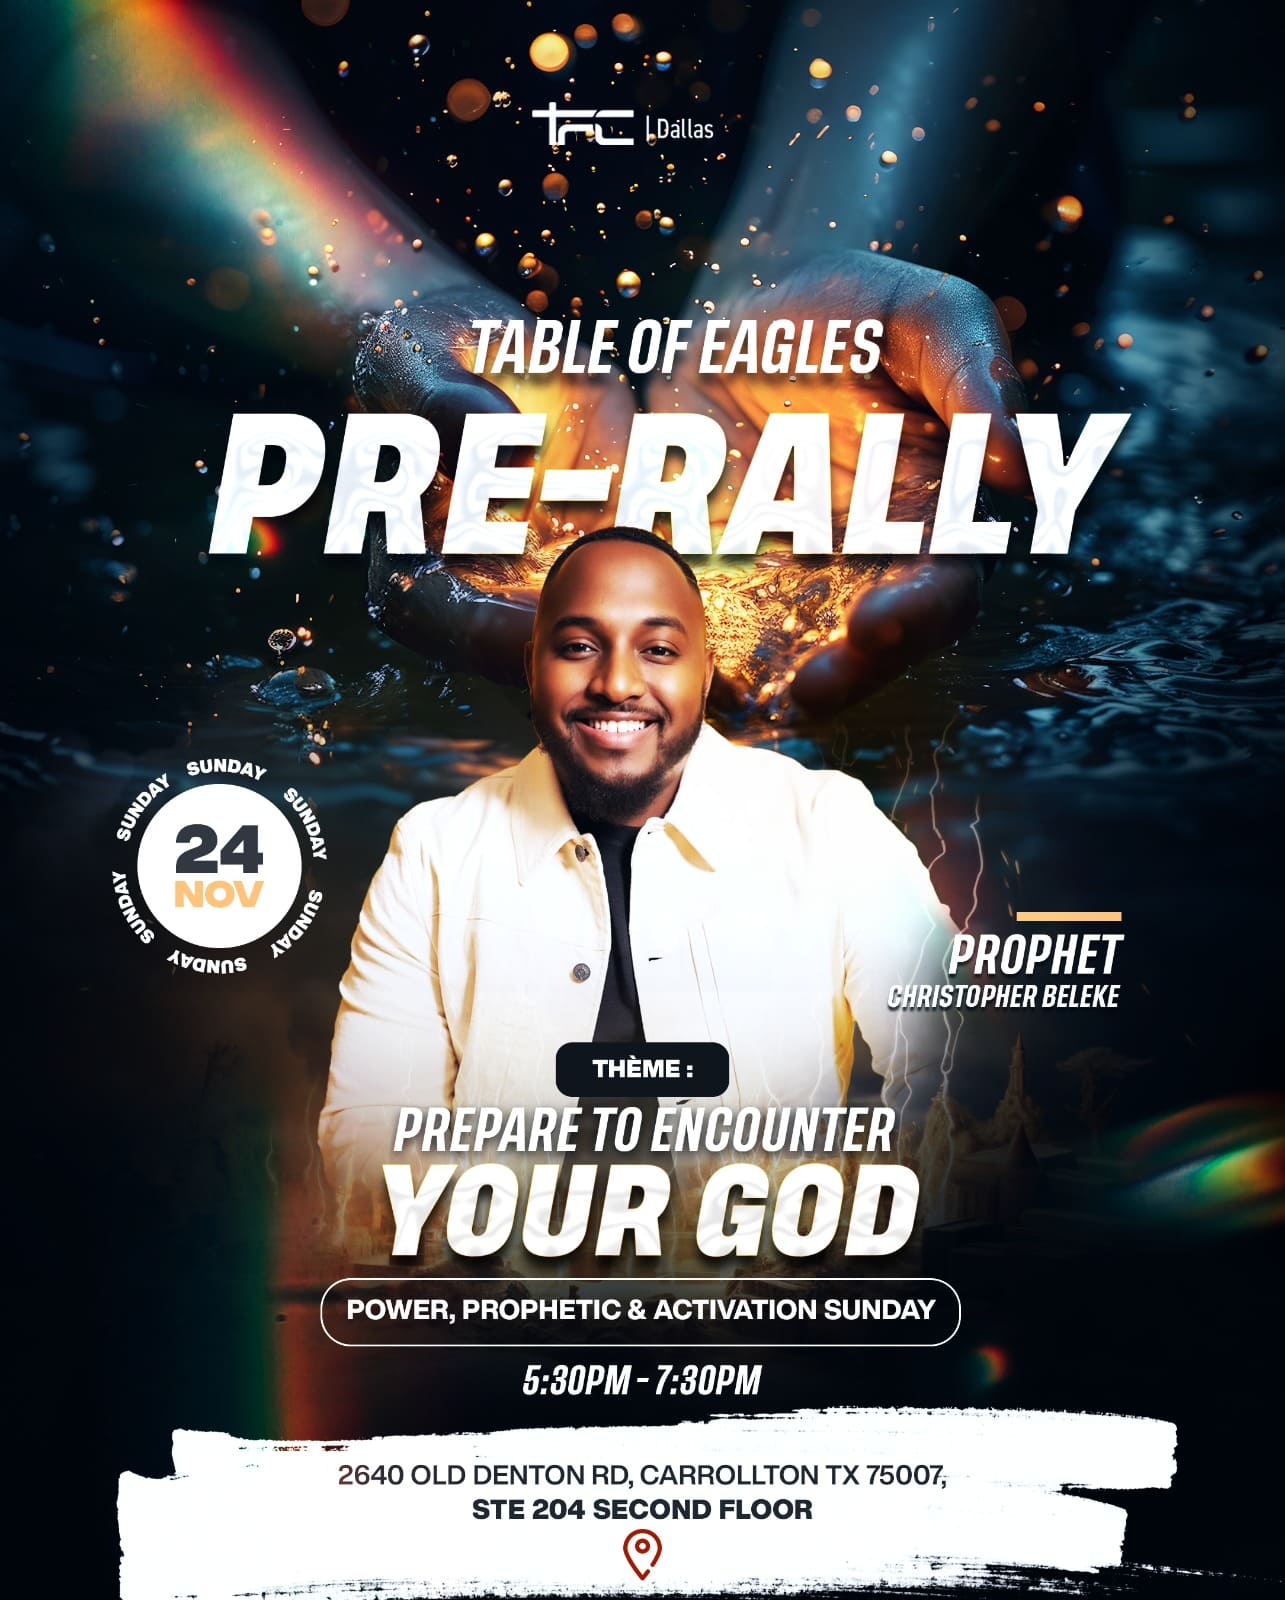 TFC | Dallas
TABLE OF EAGLES
PRE-RALLY
SUNDAY SUNDAY SUNDAY SUNDAY SUNDAY SUNDAY SUNDAY
24
NOV
PROPHET
CHRISTOPHER BELEKE
THÈME :
PREPARE TO ENCOUNTER
YOUR GOD
POWER, PROPHETIC & ACTIVATION SUNDAY
5:30PM - 7:30PM
2640 OLD DENTON RD, CARROLLTON TX 75007,
STE 204 SECOND FLOOR